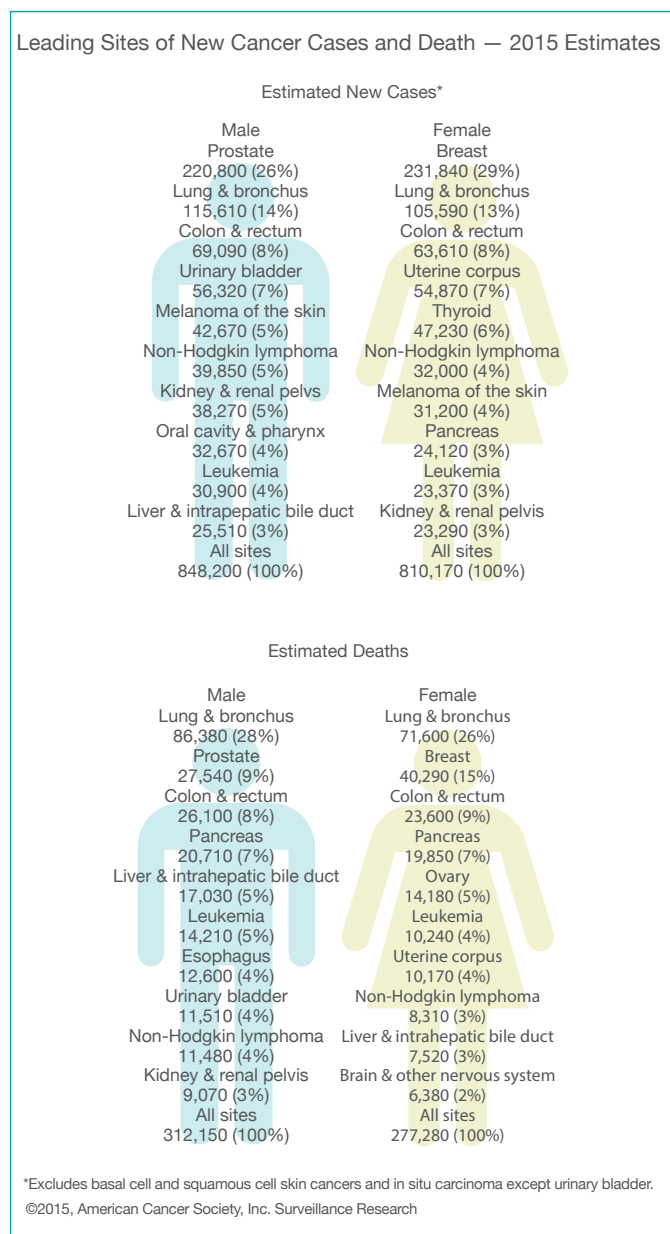 Leading Sites of New Cancer Cases and Death — 2015 Estimates
Estimated New Cases*
Male
Prostate
220,800 (26%)
Lung & bronchus
115,610 (14%)
Colon & rectum
69,090 (8%)
Urinary bladder
56,320 (7%)
Melanoma of the skin
42,670 (5%)
Non-Hodgkin lymphoma
39,850 (5%)
Kidney & renal pelvs
38,270 (5%)
Oral cavity & pharynx
32,670 (4%)
Leukemia
30,900 (4%)
Liver & intrapepatic bile duct
25,510 (3%)
All sites
848,200 (100%)
Female
Breast
231,840 (29%)
Lung & bronchus
105,590 (13%)
Colon & rectum
63,610 (8%)
Uterine corpus
54,870 (7%)
Thyroid
47,230 (6%)
Non-Hodgkin lymphoma
32,000 (4%)
Melanoma of the skin
31,200 (4%)
Pancreas
24,120 (3%)
Leukemia
23,370 (3%)
Kidney & renal pelvis
23,290 (3%)
All sites
810,170 (100%)
Estimated Deaths
Male
Lung & bronchus
86,380 (28%)
Prostate
27,540 (9%)
Colon & rectum
26,100 (8%)
Pancreas
20,710 (7%)
Liver & intrahepatic bile duct
17,030 (5%)
Leukemia
14,210 (5%)
Esophagus
12,600 (4%)
Urinary bladder
11,510 (4%)
Non-Hodgkin lymphoma
11,480 (4%)
Kidney & renal pelvis
9,070 (3%)
All sites
312,150 (100%)
Female
Lung & bronchus
71,600 (26%)
Breast
40,290 (15%)
Colon & rectum
23,600 (9%)
Pancreas
19,850 (7%)
Ovary
14,180 (5%)
Leukemia
10,240 (4%)
Uterine corpus
10,170 (4%)
Non-Hodgkin lymphoma
8,310 (3%)
Liver & intrahepatic bile duct
7,520 (3%)
Brain & other nervous system
6,380 (2%)
All sites
277,280 (100%)
*Excludes basal cell and squamous cell skin cancers and in situ carcinoma except urinary bladder.
©2015, American Cancer Society, Inc. Surveillance Research